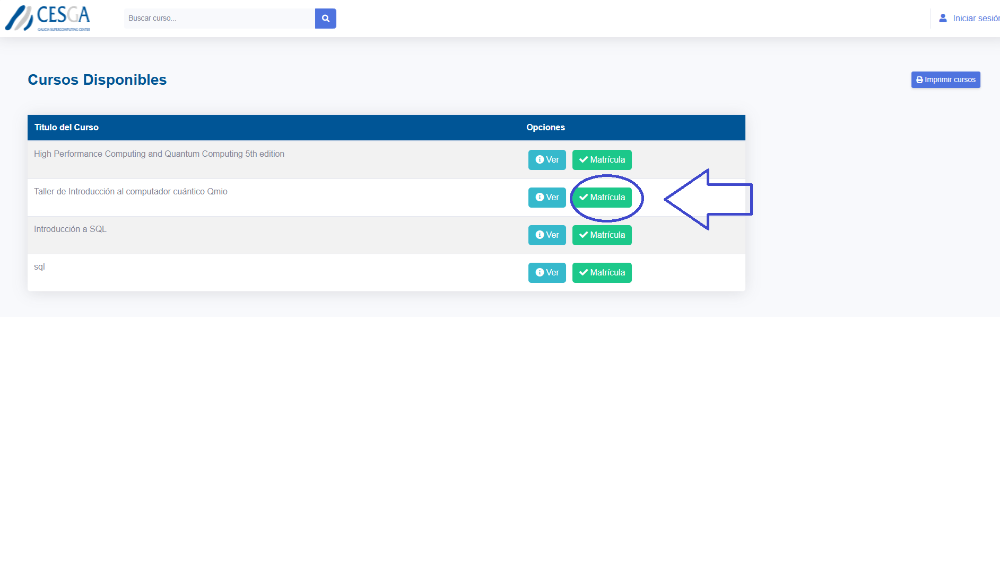 CESGA
GALICIA SUPERCOMPUTING CENTER
Buscar curso...
Iniciar sesión
Cursos Disponibles
Imprimir cursos
Título del Curso Opciones
High Performance Computing and Quantum Computing 5th edition
Ver Matrícula
Taller de Introducción al computador cuántico Qmio
Ver Matrícula
Introducción a SQL
Ver Matrícula
sql
Ver Matrícula